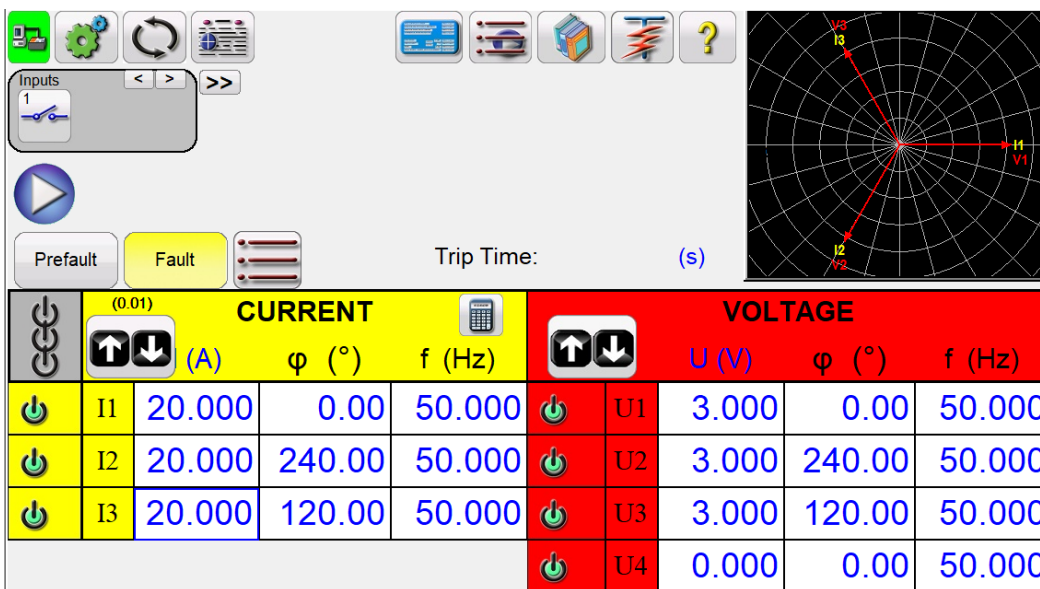 ?
V3
I3
Inputs
< >
>>
1
I1
V1
I2
V2
Prefault
Fault
Trip Time:
(s)
(0.01)
CURRENT
VOLTAGE
(A)
φ (°)
f (Hz)
U (V)
φ (°)
f (Hz)
I1 20.000 0.00 50.000 U1 3.000 0.00 50.000
I2 20.000 240.00 50.000 U2 3.000 240.00 50.000
I3 20.000 120.00 50.000 U3 3.000 120.00 50.000
U4 0.000 0.00 50.000